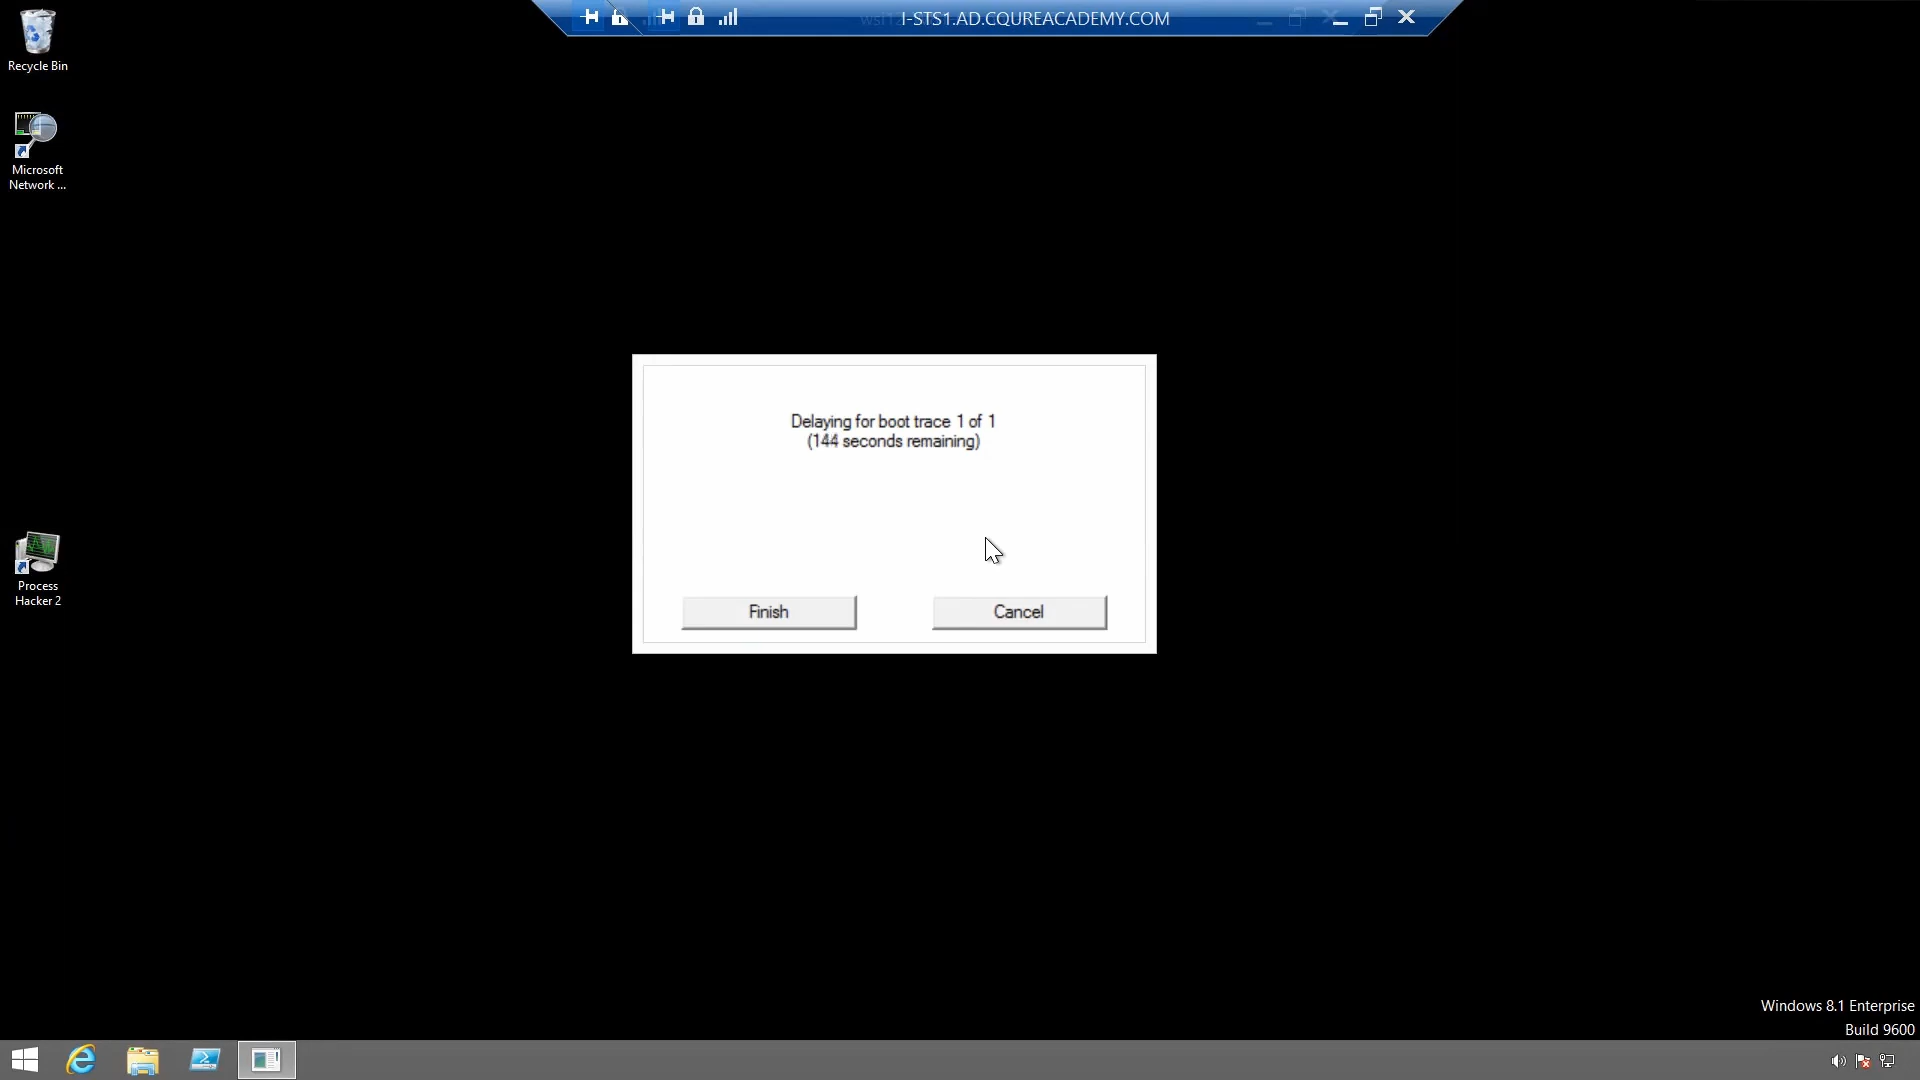 I-STS1.AD.CQUREACADEMY.COM
Recycle Bin
Microsoft
Network ...
Delaying for boot trace 1 of 1
(144 seconds remaining)
Process
Hacker 2
Finish
Cancel
Windows 8.1 Enterprise
Build 9600